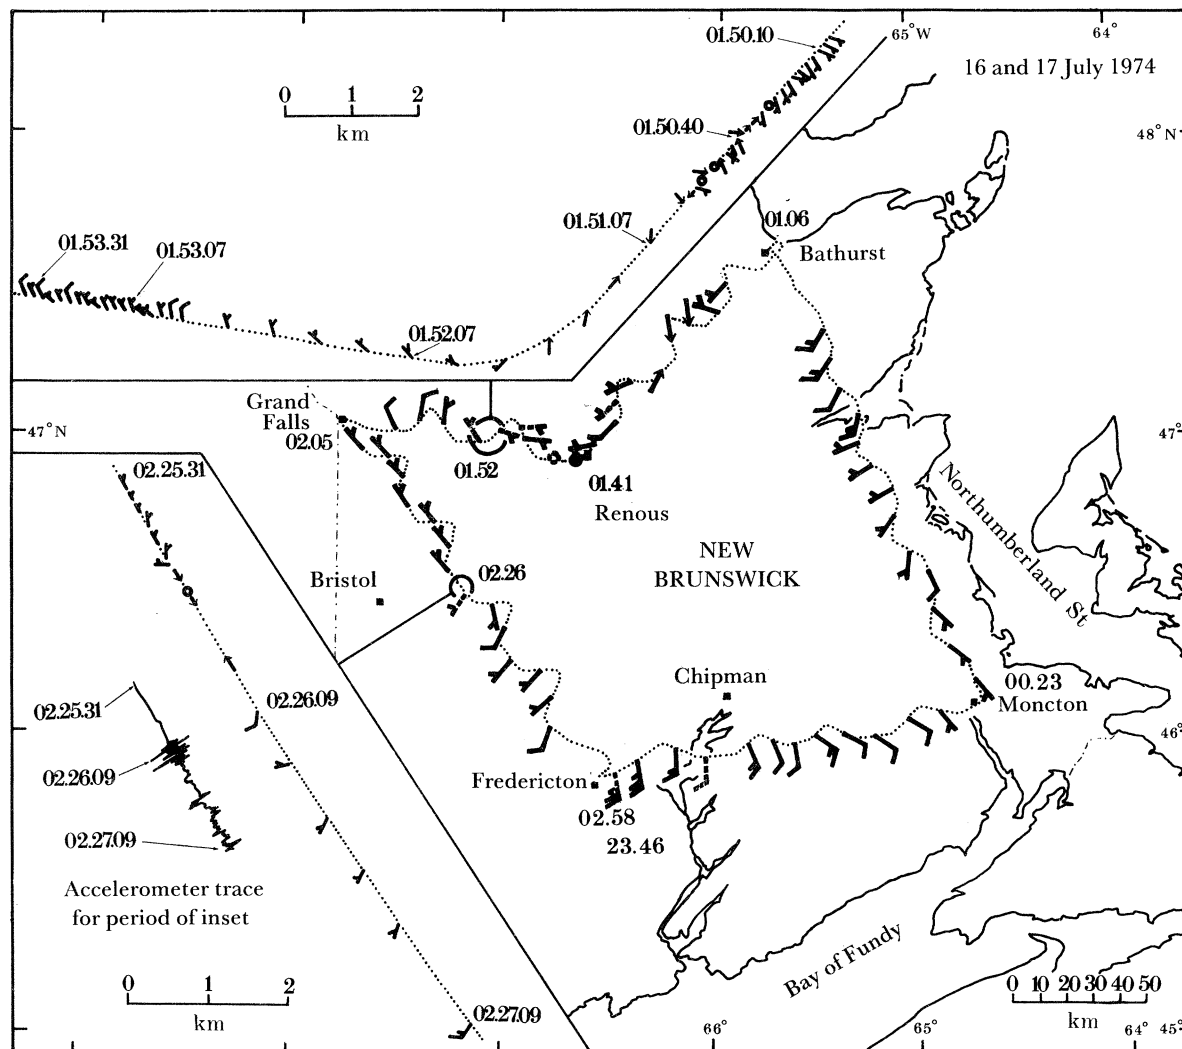 01.50.10
65°W
64°
16 and 17 July 1974
0 1 2
km
01.50.40
48°N
01.51.07
01.06
Bathurst
01.53.31
01.53.07
01.52.07
Grand
Falls
02.05
47°N
47°
01.52
01.41
Renous
02.25.31
Northumberland St
NEW
BRUNSWICK
Bristol
02.26
Chipman
00.23
Moncton
02.26.09
02.25.31
46°
02.26.09
Fredericton
02.58
23.46
02.27.09
Accelerometer trace
for period of inset
Bay of Fundy
0 1 2
km
02.27.09
0 10 20 30 40 50
km
66°
65°
64° 45°